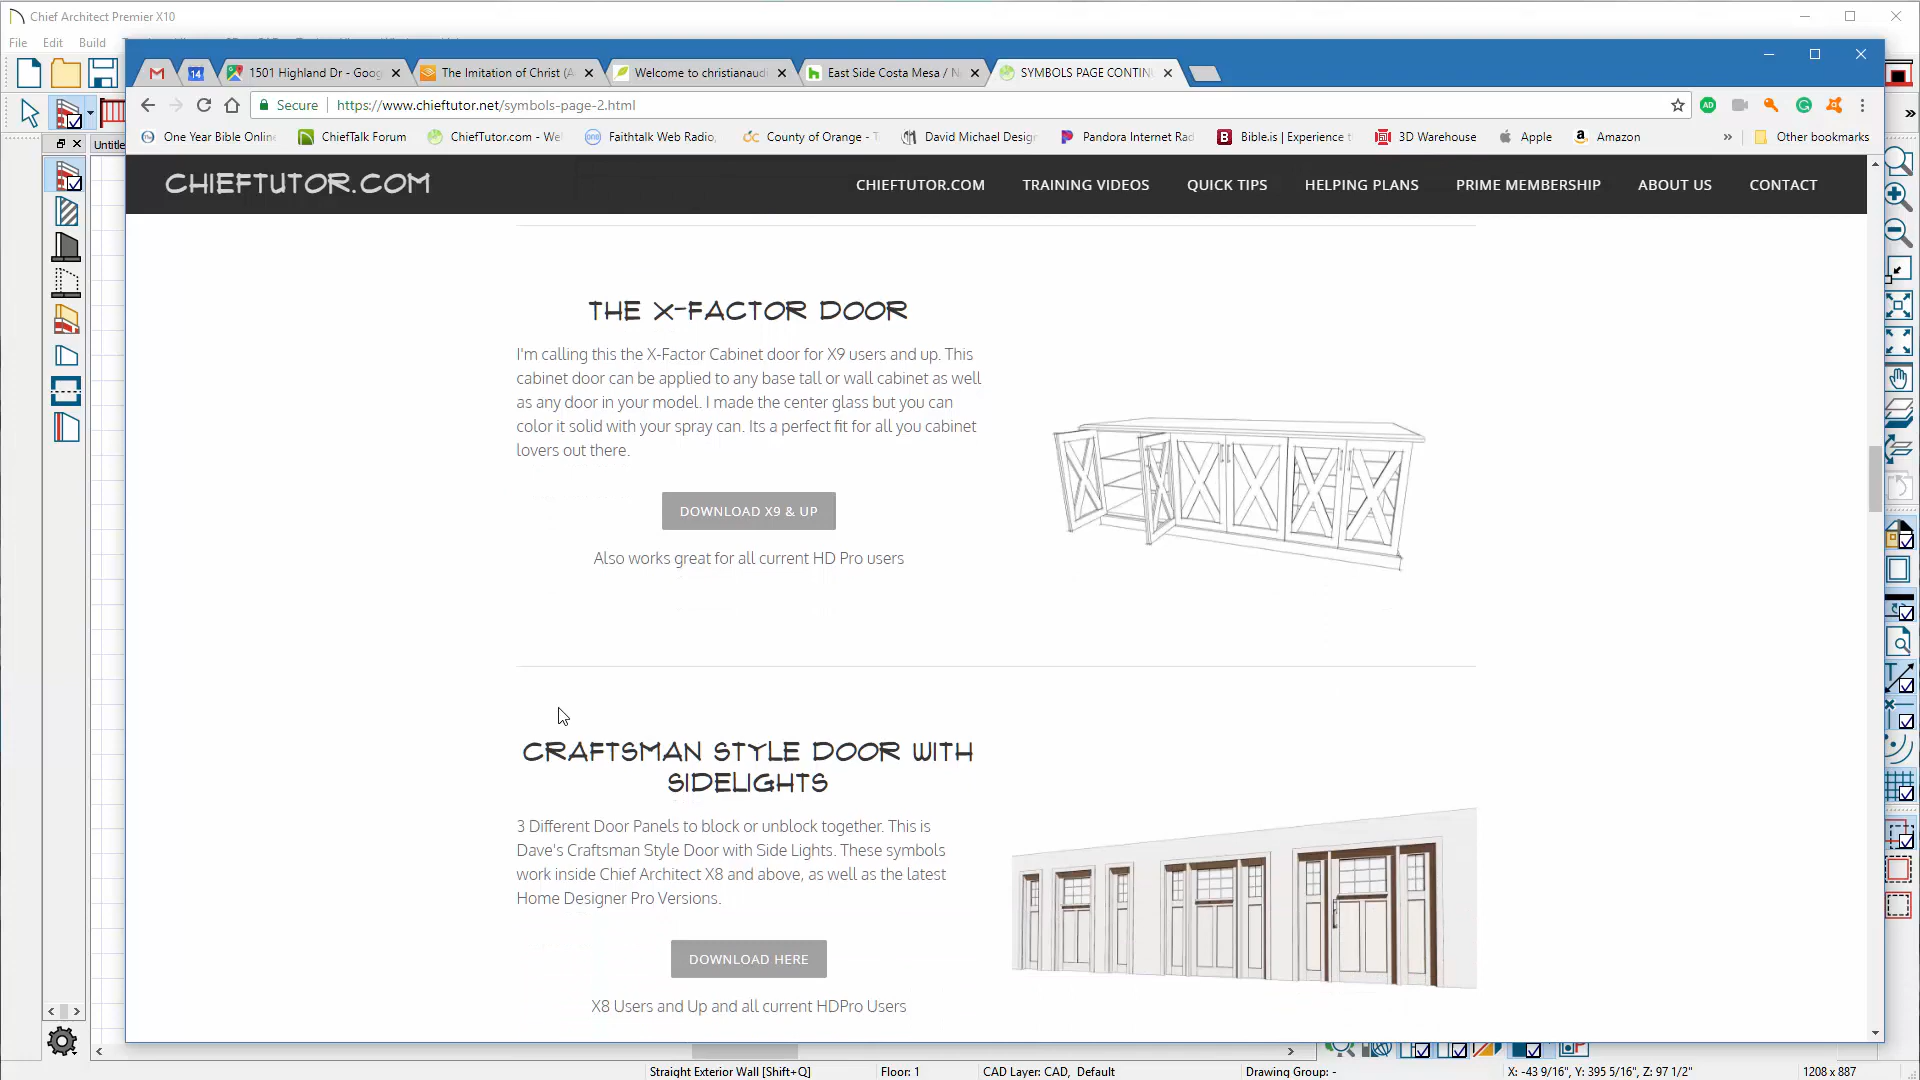 Chief Architect Premier X10
File Edit Build
14
1501 Highland Dr - Goog
The Imitation of Christ (A
Welcome to christianaudi
East Side Costa Mesa / N
SYMBOLS PAGE CONTIN
Secure
https://www.chieftutor.net/symbols-page-2.html
One Year Bible Online
ChiefTalk Forum
ChiefTutor.com - Wel
Faithtalk Web Radio,
County of Orange - T
David Michael Design
Pandora Internet Rad
Bible.is | Experience t
3D Warehouse
Apple
Amazon
Other bookmarks
Untitle
CHIEFTUTOR.COM
CHIEFTUTOR.COM TRAINING VIDEOS QUICK TIPS HELPING PLANS PRIME MEMBERSHIP ABOUT US CONTACT
THE X-FACTOR DOOR
I'm calling this the X-Factor Cabinet door for X9 users and up. This
cabinet door can be applied to any base tall or wall cabinet as well
as any door in your model. I made the center glass but you can
color it solid with your spray can. Its a perfect fit for all you cabinet
lovers out there.
DOWNLOAD X9 & UP
Also works great for all current HD Pro users
CRAFTSMAN STYLE DOOR WITH
SIDELIGHTS
3 Different Door Panels to block or unblock together. This is
Dave's Craftsman Style Door with Side Lights. These symbols
work inside Chief Architect X8 and above, as well as the latest
Home Designer Pro Versions.
DOWNLOAD HERE
X8 Users and Up and all current HDPro Users
Straight Exterior Wall [Shift+Q]
Floor: 1
CAD Layer: CAD, Default
Drawing Group: -
X: -43 9/16", Y: 395 5/16", Z: 97 1/2"
1208 x 887